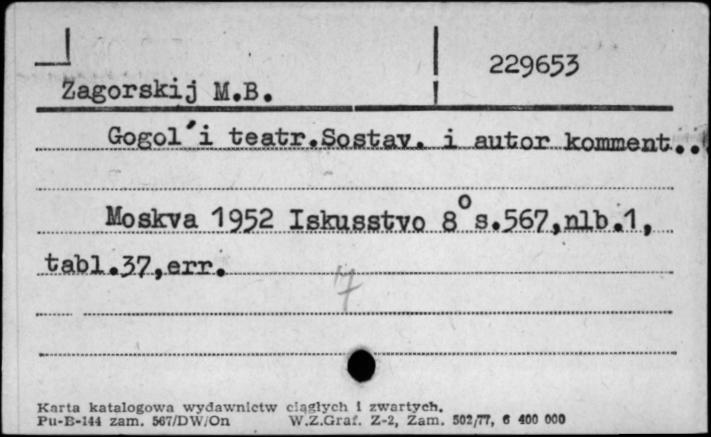 229653
Zagorskij M.B.
Gogol' i teatr.Sostav. i autor komment...
Moskva 1952 Iskusstvo 8° s.567,nlb.1,
tabl.37,err.
17
Karta katalogowa wydawnictw ciągłych i zwartych.
Pu-B-144 zam. 567/DW/On W.Z.Graf. Z-2, Zam. 502/77, 6 400 000